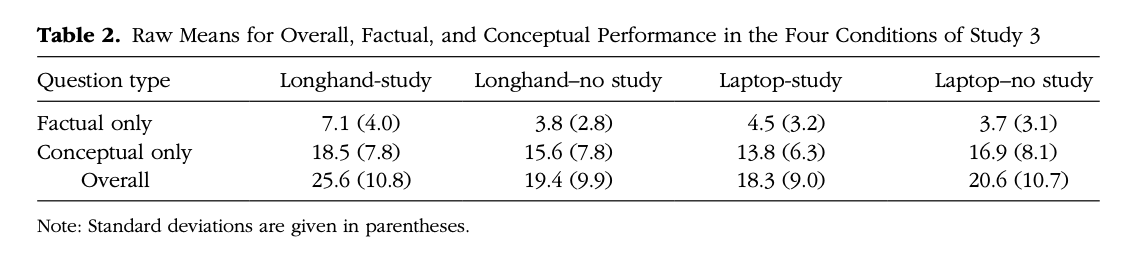 Table 2. Raw Means for Overall, Factual, and Conceptual Performance in the Four Conditions of Study 3
Question type Longhand-study Longhand–no study Laptop-study Laptop–no study
Factual only 7.1 (4.0) 3.8 (2.8) 4.5 (3.2) 3.7 (3.1)
Conceptual only 18.5 (7.8) 15.6 (7.8) 13.8 (6.3) 16.9 (8.1)
Overall 25.6 (10.8) 19.4 (9.9) 18.3 (9.0) 20.6 (10.7)
Note: Standard deviations are given in parentheses.